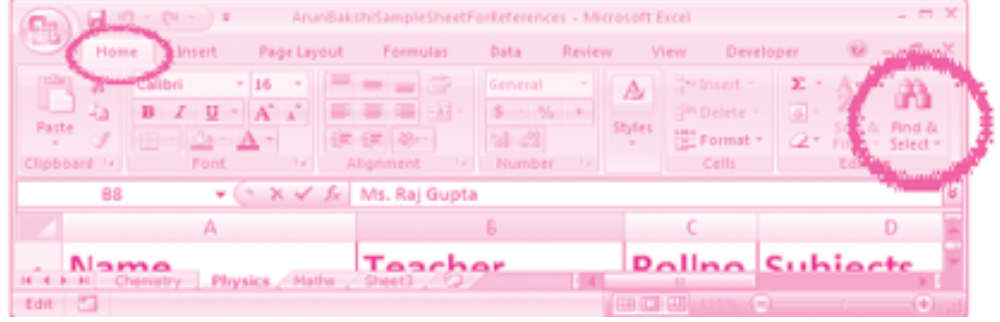 ArunBakshiSampleSheetForReferences - Microsoft Excel
Home Insert Page Layout Formulas Data Review View Developer
Calibri 16 General Insert
Paste B I U A A $ % Styles Delete Find &
A Format Select
Clipboard Font Alignment Number Cells
B8 fx Ms. Raj Gupta
A B C D
Name Teacher Rollno Subjects
Chemistry Physics Maths Sheet3
Edit